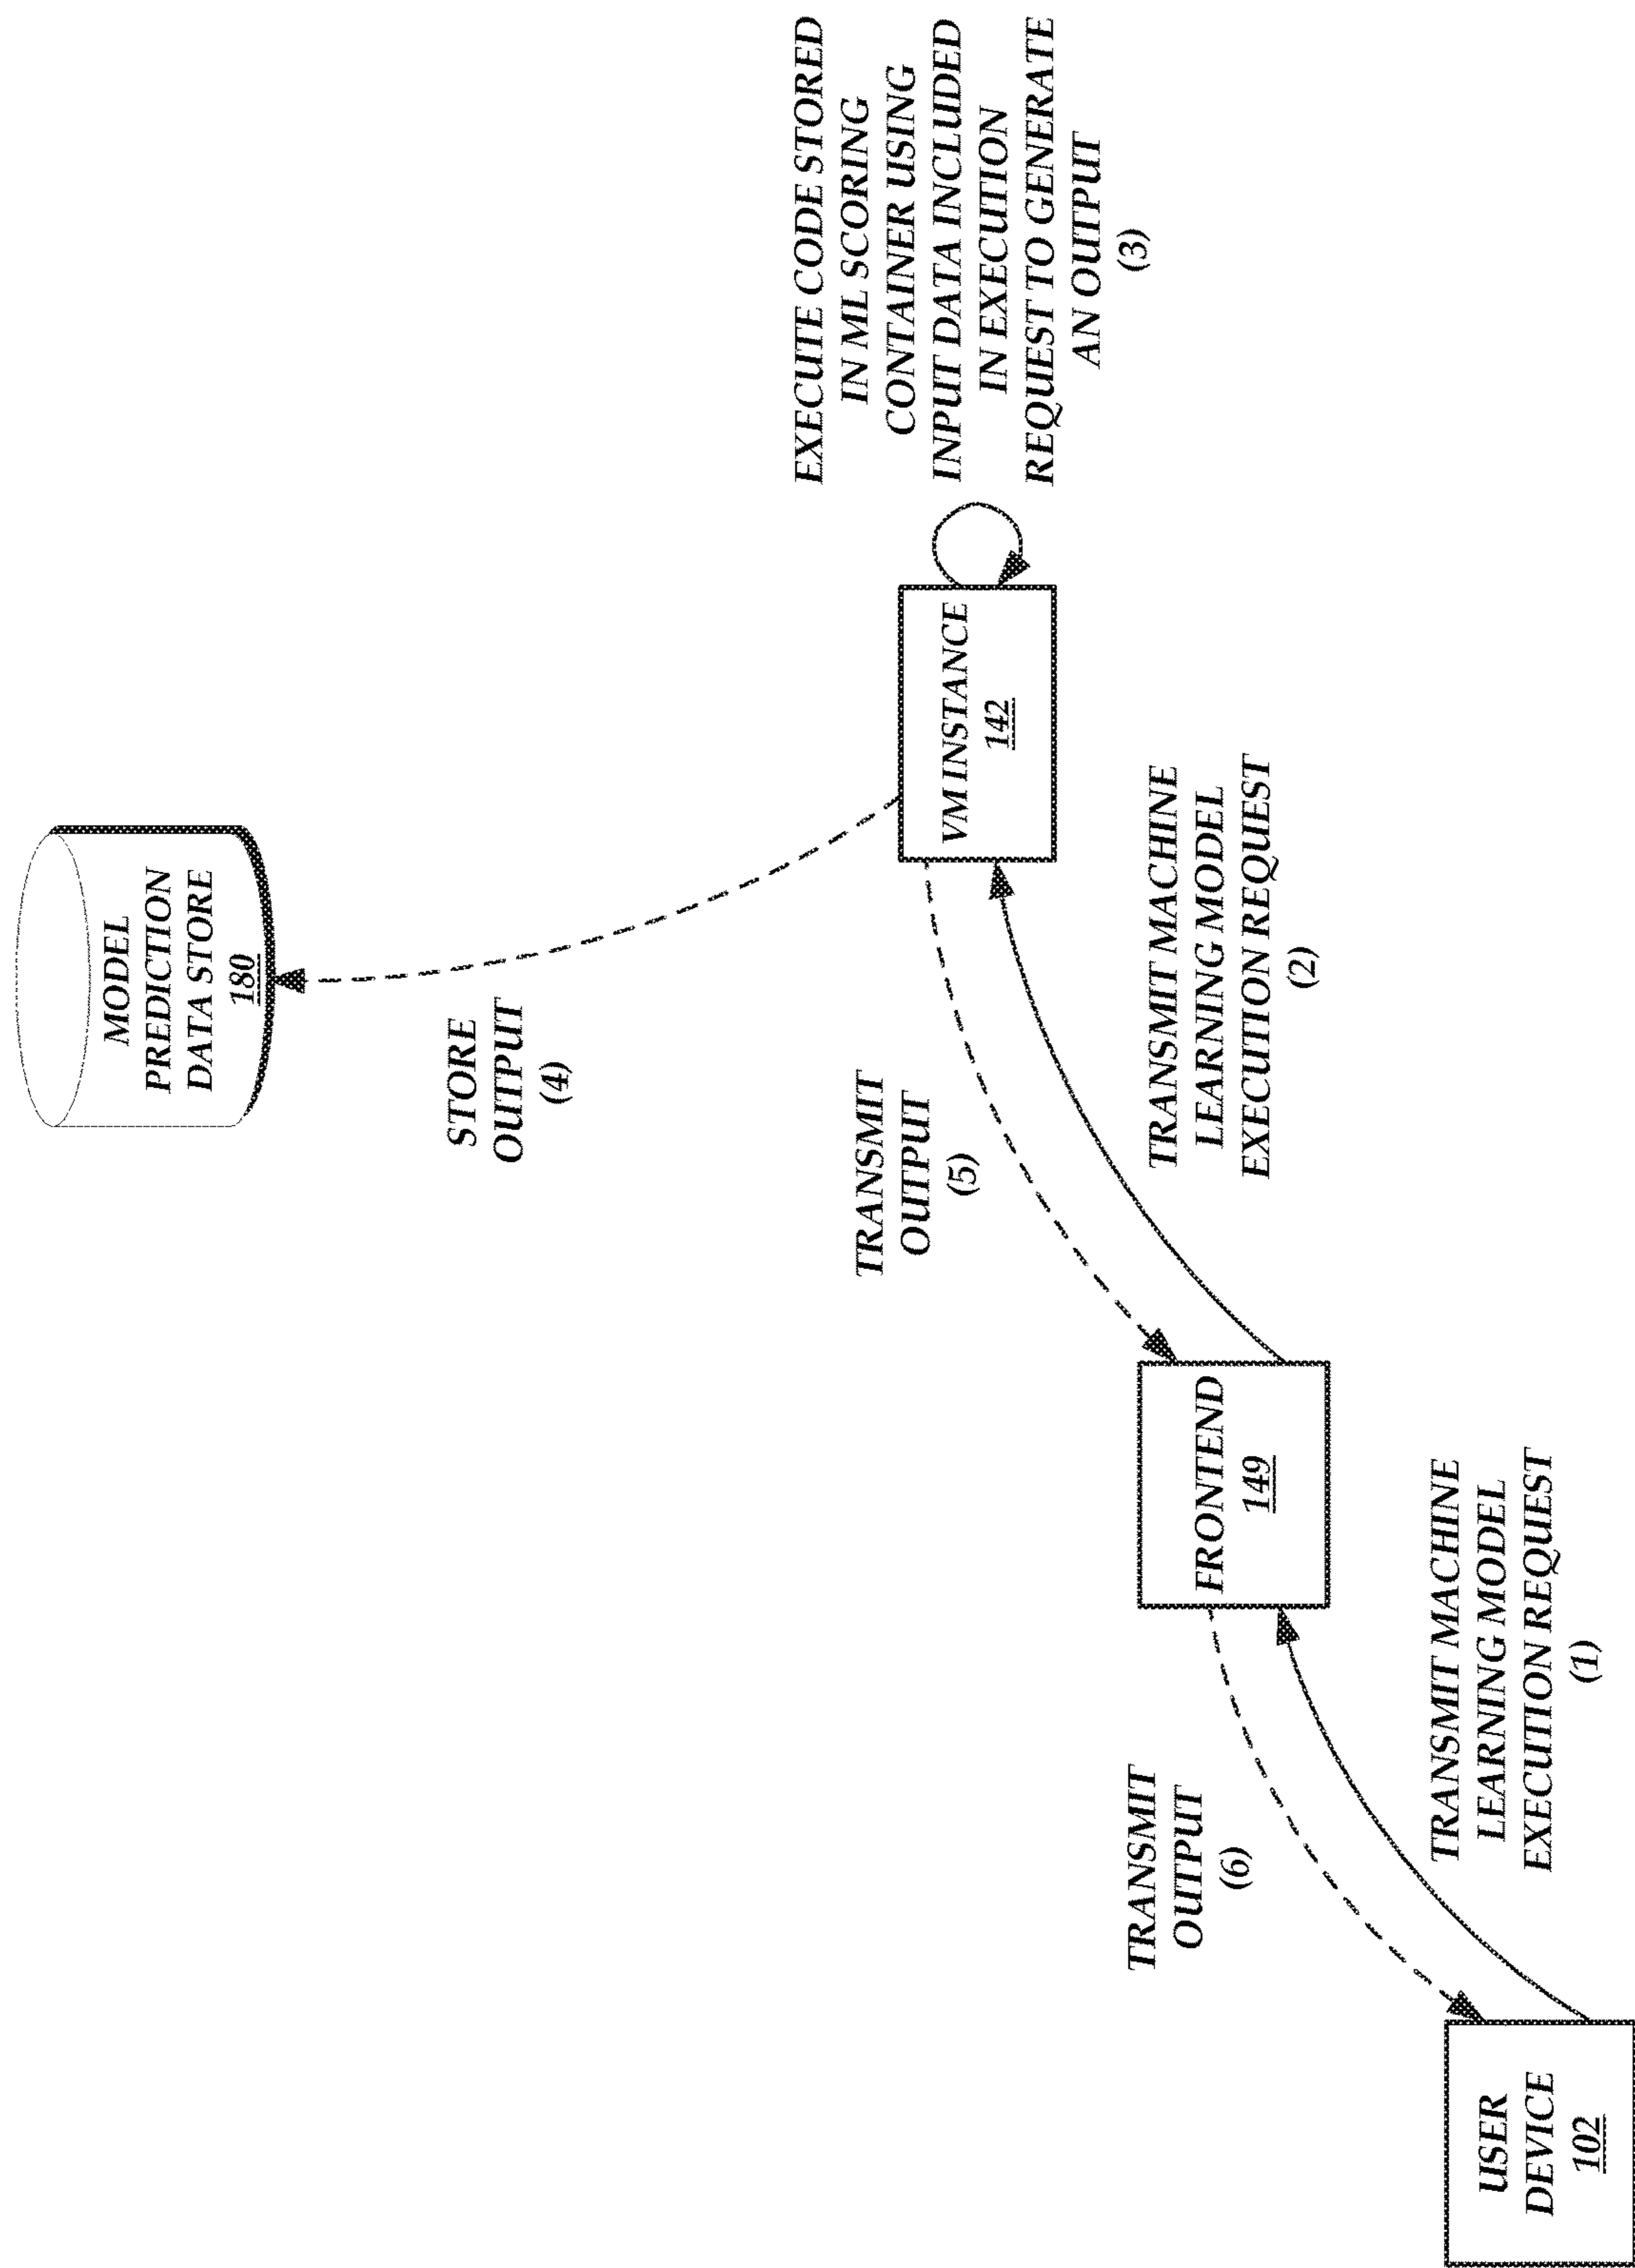 MODEL
PREDICTION
DATA STORE
180
STORE
OUTPUT
(4)
EXECUTE CODE STORED
IN ML SCORING
CONTAINER USING
INPUT DATA INCLUDED
IN EXECUTION
REQUEST TO GENERATE
AN OUTPUT
(3)
VM INSTANCE
142
TRANSMIT
OUTPUT
(5)
TRANSMIT MACHINE
LEARNING MODEL
EXECUTION REQUEST
(2)
FRONTEND
149
TRANSMIT
OUTPUT
(6)
TRANSMIT MACHINE
LEARNING MODEL
EXECUTION REQUEST
(1)
USER
DEVICE
102